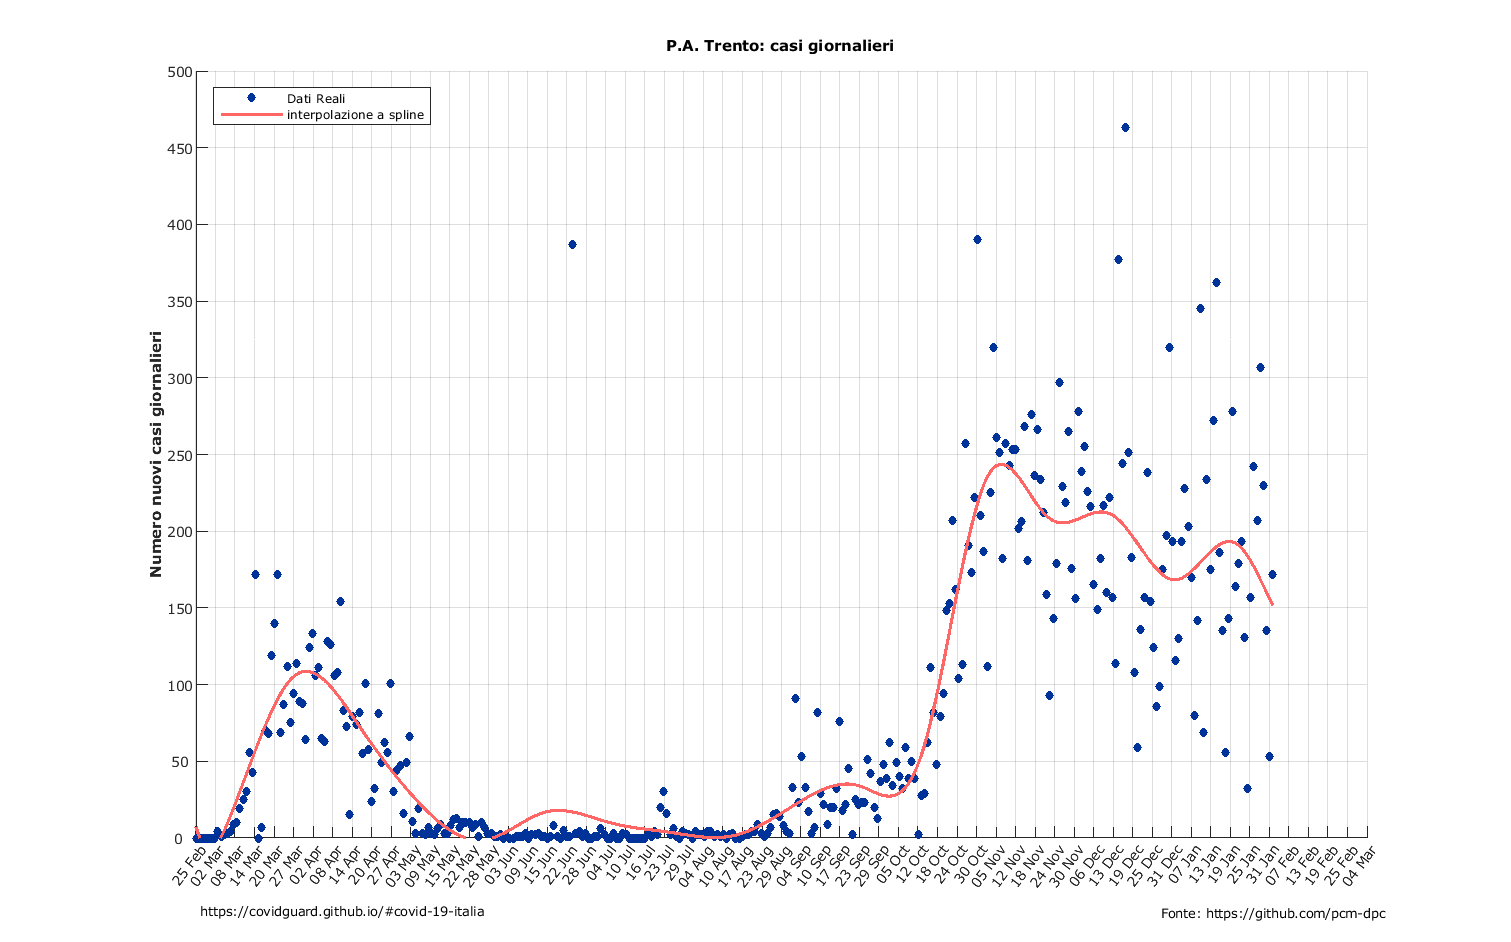 P.A. Trento: casi giornalieri
Dati Reali
interpolazione a spline
Numero nuovi casi giornalieri
500
450
400
350
300
250
200
150
100
50
0
25 Feb
02 Mar
08 Mar
14 Mar
20 Mar
27 Mar
02 Apr
08 Apr
14 Apr
20 Apr
27 Apr
03 May
09 May
15 May
22 May
28 May
03 Jun
09 Jun
15 Jun
22 Jun
28 Jun
04 Jul
10 Jul
16 Jul
23 Jul
29 Jul
04 Aug
10 Aug
17 Aug
23 Aug
29 Aug
04 Sep
10 Sep
17 Sep
23 Sep
29 Sep
05 Oct
12 Oct
18 Oct
24 Oct
30 Oct
05 Nov
12 Nov
18 Nov
24 Nov
30 Nov
06 Dec
13 Dec
19 Dec
25 Dec
31 Dec
07 Jan
13 Jan
19 Jan
25 Jan
31 Jan
07 Feb
13 Feb
19 Feb
25 Feb
04 Mar
https://covidguard.github.io/#covid-19-italia
Fonte: https://github.com/pcm-dpc